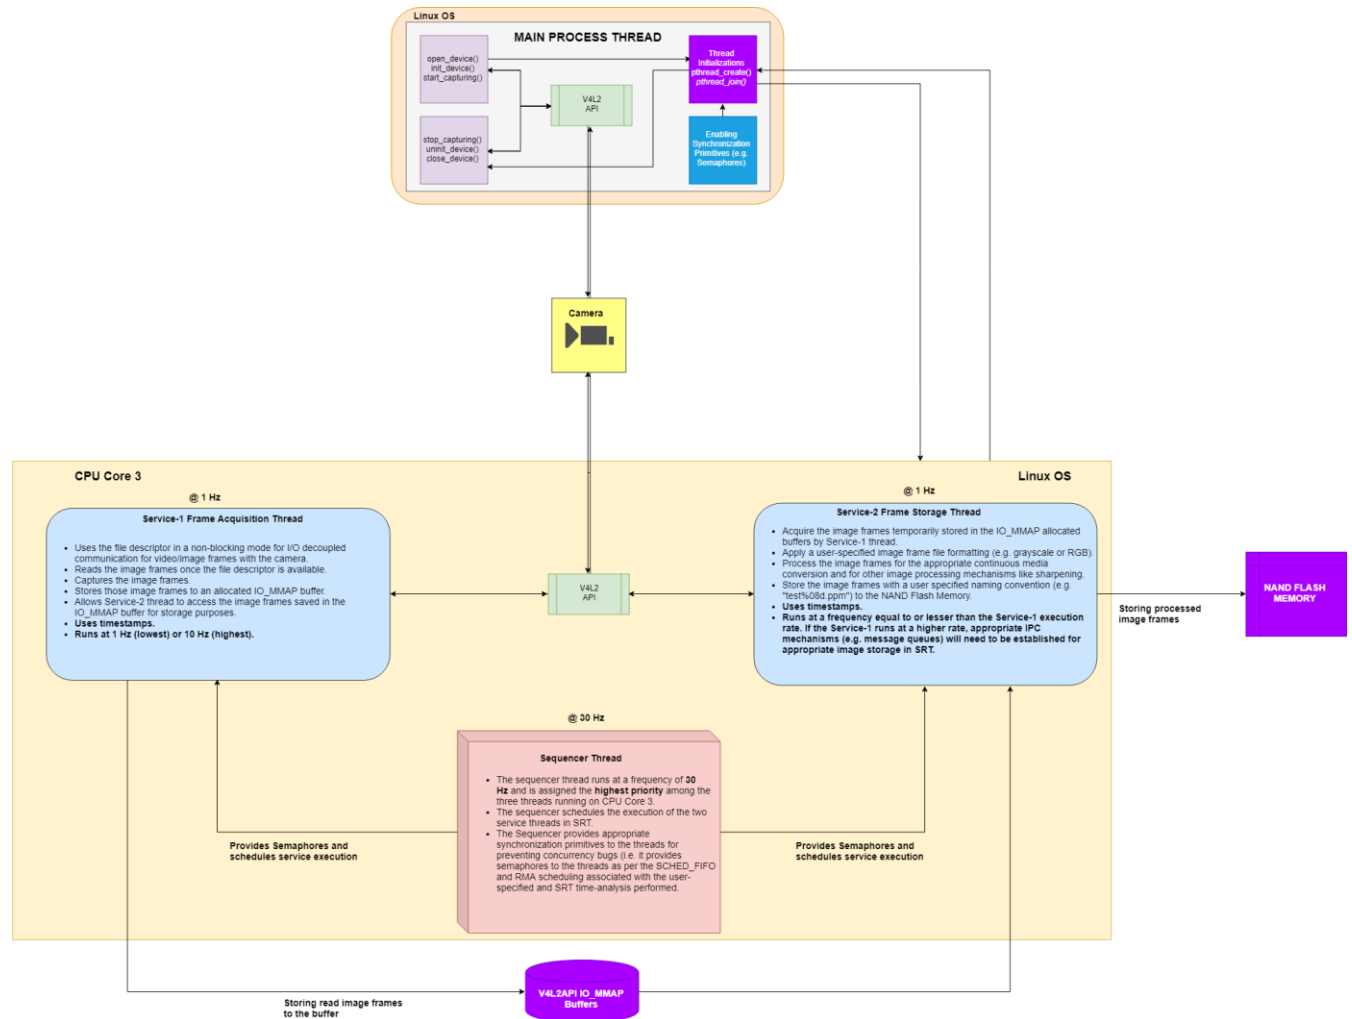 Linux OS
MAIN PROCESS THREAD
open_device()
init_device()
start_capturing()
stop_capturing()
uninit_device()
close_device()
V4L2
API
Thread
Initializations
pthread_create()
pthread_join()
Enabling
Synchronization
Primitives (e.g.
Semaphores)
Camera
CPU Core 3
Linux OS
@ 1 Hz
Service-1 Frame Acquisition Thread
• Uses the file descriptor in a non-blocking mode for I/O decoupled
communication for video/image frames with the camera.
• Reads the image frames once the file descriptor is available.
• Captures the image frames.
• Stores those image frames to an allocated IO_MMAP buffer.
• Allows Service-2 thread to access the image frames saved in the
IO_MMAP buffer for storage purposes.
• Uses timestamps.
• Runs at 1 Hz (lowest) or 10 Hz (highest).
V4L2
API
@ 1 Hz
Service-2 Frame Storage Thread
• Acquire the image frames temporarily stored in the IO_MMAP allocated
buffers by Service-1 thread.
• Apply a user-specified image frame file formatting (e.g. grayscale or RGB).
• Process the image frames for the appropriate continuous media
conversion and for other image processing mechanisms like sharpening.
• Store the image frames with a user specified naming convention (e.g.
"test%08d.ppm") to the NAND Flash Memory.
• Uses timestamps.
• Runs at a frequency equal to or lesser than the Service-1 execution
rate. If the Service-1 runs at a higher rate, appropriate IPC
mechanisms (e.g. message queues) will need to be established for
appropriate image storage in SRT.
Storing processed
image frames
NAND FLASH
MEMORY
@ 30 Hz
Sequencer Thread
• The sequencer thread runs at a frequency of 30
Hz and is assigned the highest priority among the
three threads running on CPU Core 3.
• The sequencer schedules the execution of the two
service threads in SRT.
• The Sequencer provides appropriate
synchronization primitives to the threads for
preventing concurrency bugs (i.e. it provides
semaphores to the threads as per the SCHED_FIFO
and RMA scheduling associated with the user-
specified and SRT time-analysis performed.
Provides Semaphores and
schedules service execution
Provides Semaphores and
schedules service execution
Storing read image frames
to the buffer
V4L2API IO_MMAP
Buffers